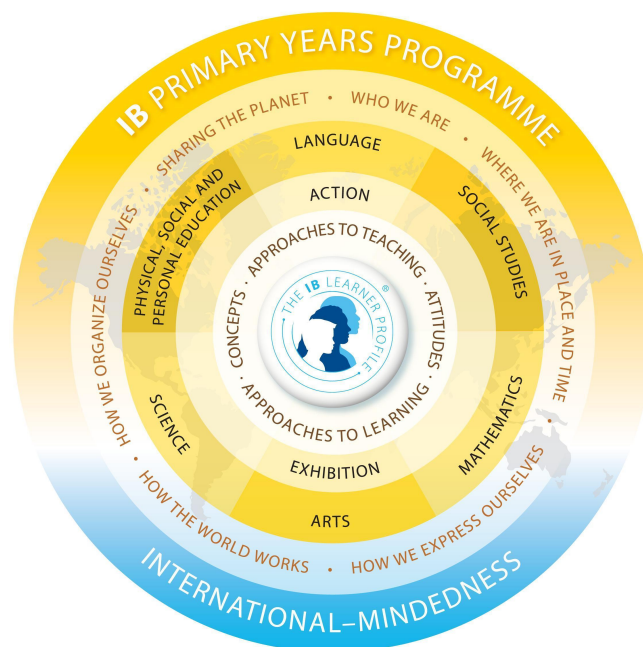 IB PRIMARY YEARS PROGRAMME
SHARING THE PLANET • WHO WE ARE • WHERE WE ARE IN PLACE AND TIME • HOW WE EXPRESS OURSELVES • HOW THE WORLD WORKS • HOW WE ORGANIZE OURSELVES •
LANGUAGE
SOCIAL STUDIES
MATHEMATICS
ARTS
SCIENCE
PHYSICAL, SOCIAL AND
PERSONAL EDUCATION
ACTION
EXHIBITION
APPROACHES TO TEACHING · ATTITUDES · APPROACHES TO LEARNING · CONCEPTS ·
THE IB LEARNER PROFILE
®
INTERNATIONAL–MINDEDNESS